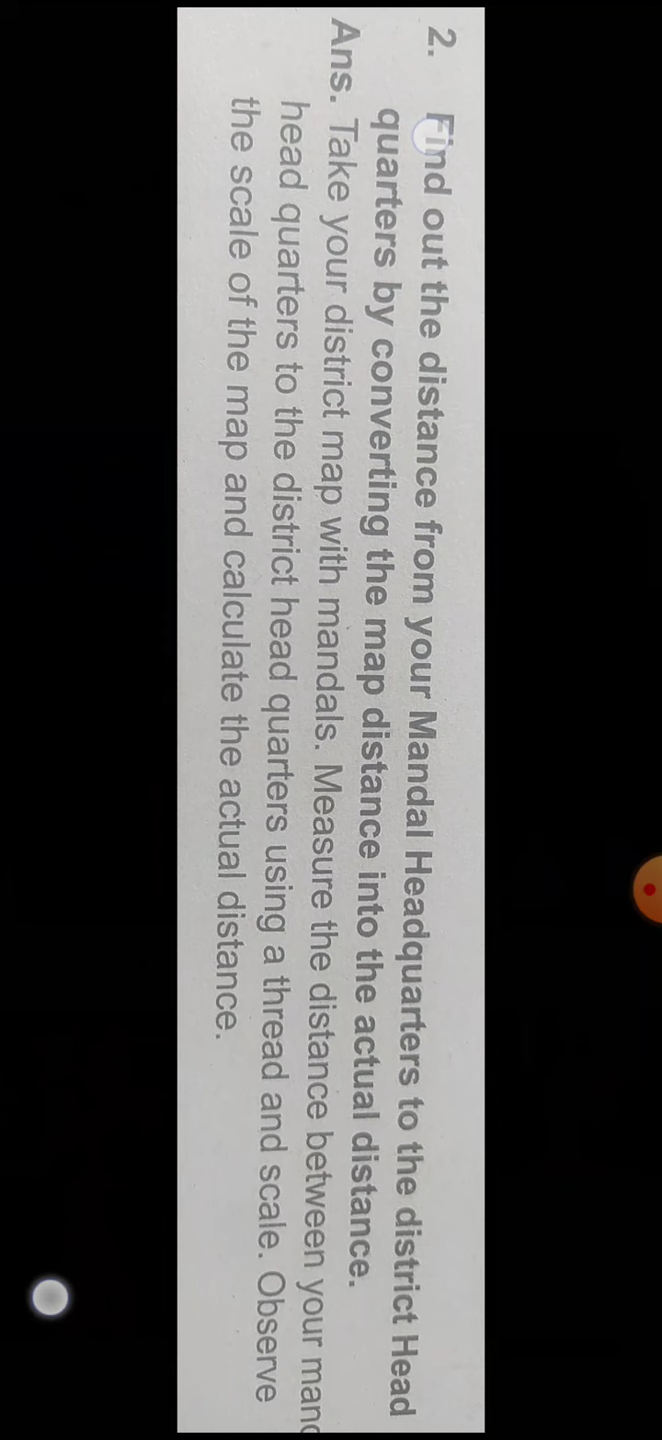 2. Find out the distance from your Mandal Headquarters to the district Head
quarters by converting the map distance into the actual distance.
Ans. Take your district map with mandals. Measure the distance between your
head quarters to the district head quarters using a thread and scale. Observe
the scale of the map and calculate the actual distance.